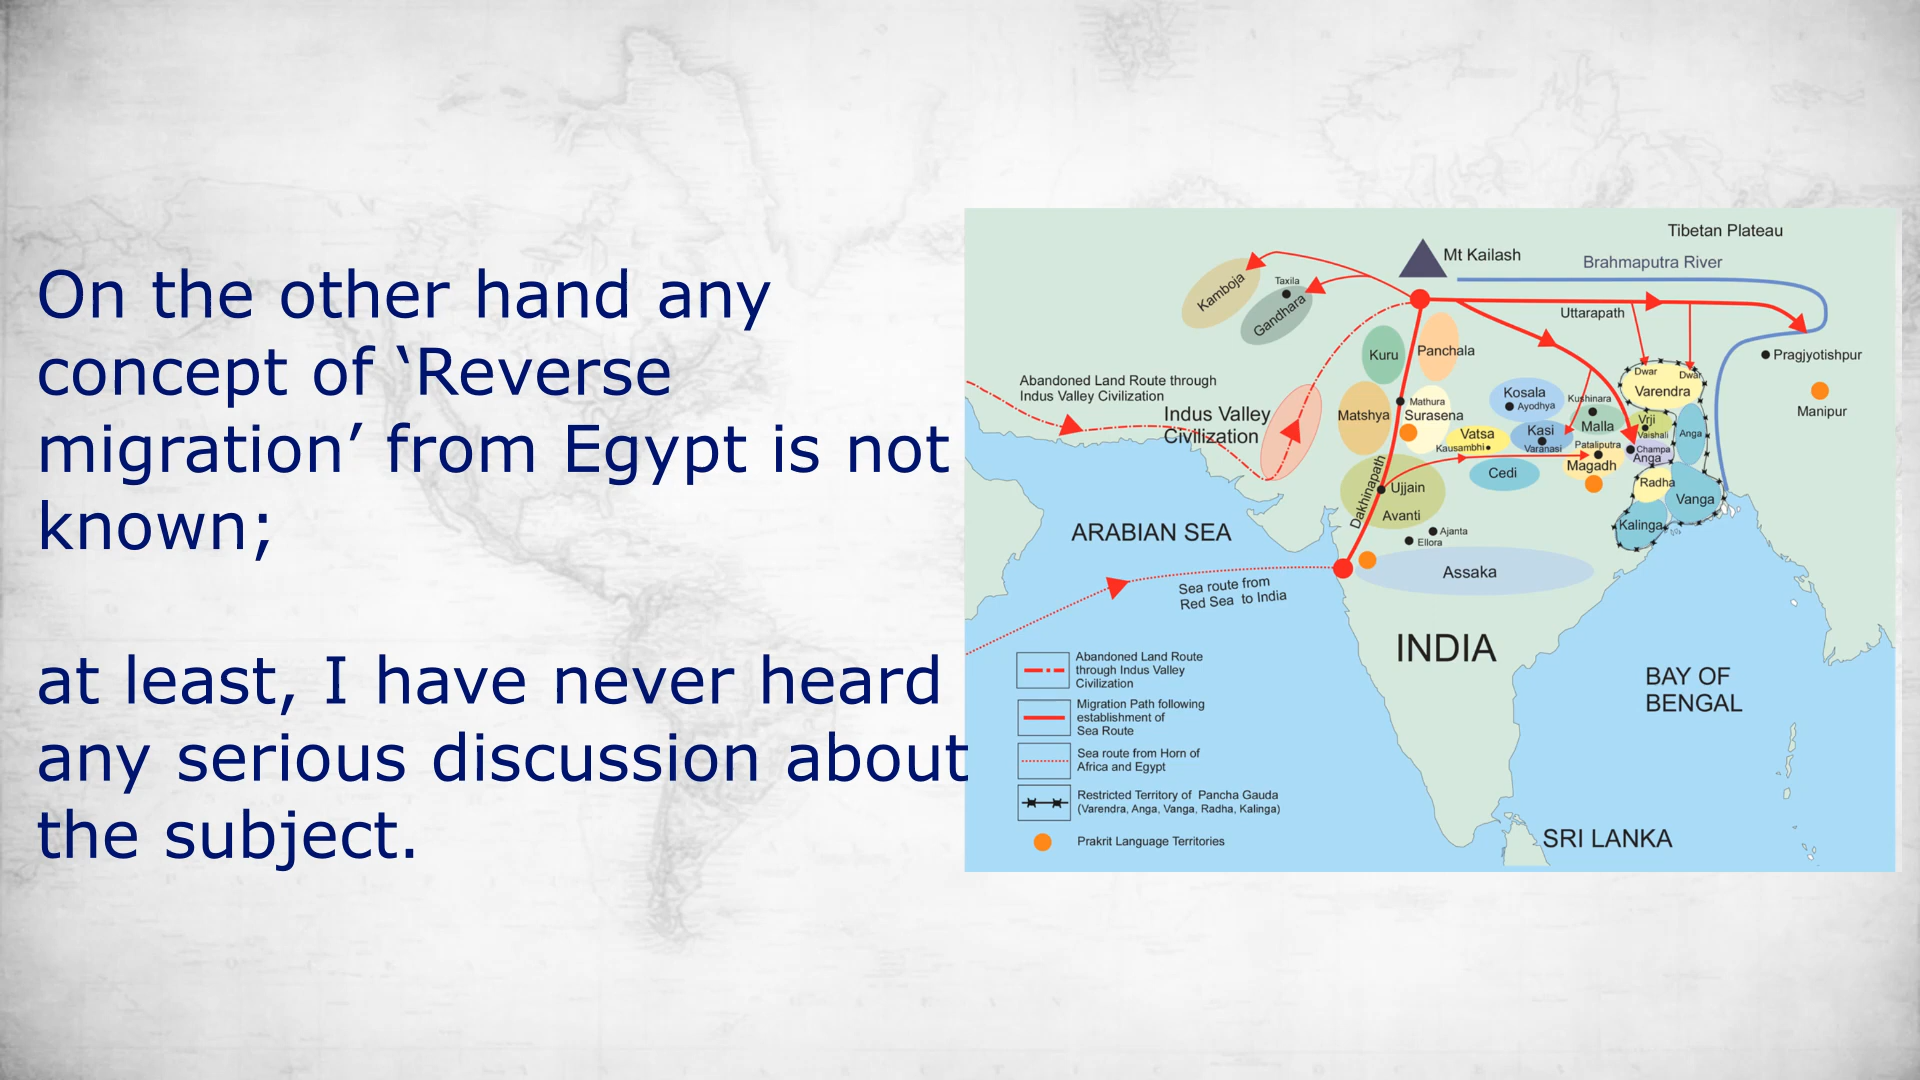 On the other hand any
concept of ‘Reverse
migration’ from Egypt is not
known;
at least, I have never heard
any serious discussion about
the subject.
Tibetan Plateau
Mt Kailash
Brahmaputra River
Kamboja
Taxila
Gandhara
Uttarapath
Kuru
Panchala
Pragjyotishpur
Manipur
Abandoned Land Route through
Indus Valley Civilization
Indus Valley
Civilization
Matshya
Mathura
Surasena
Kosala
Ayodhya
Kushinara
Malla
Dwar
Dwar
Varendra
Vrji
Vaishali
Anga
Vatsa
Kausambhi
Kasi
Varanasi
Pataliputra
Magadh
Champa
Anga
Cedi
Radha
Vanga
Kalinga
Dakhinapath
Ujjain
Avanti
Ajanta
Ellora
Assaka
ARABIAN SEA
Sea route from
Red Sea to India
INDIA
BAY OF
BENGAL
SRI LANKA
Abandoned Land Route
through Indus Valley
Civilization
Migration Path following
establishment of
Sea Route
Sea route from Horn of
Africa and Egypt
Restricted Territory of Pancha Gauda
(Varendra, Anga, Vanga, Radha, Kalinga)
Prakrit Language Territories